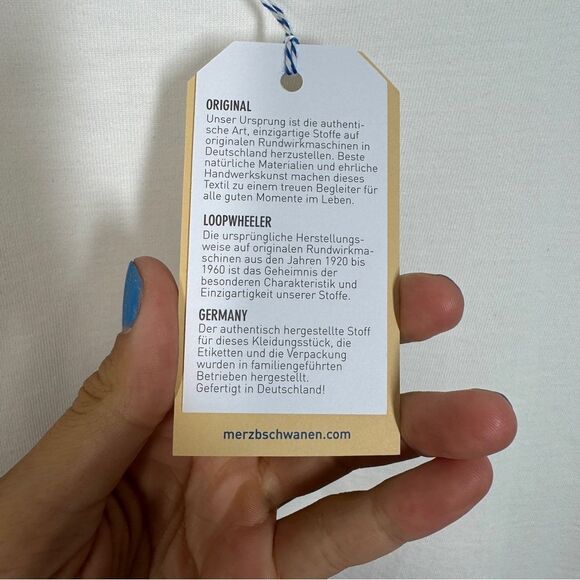 ORIGINAL
Unser Ursprung ist die authenti-
sche Art, einzigartige Stoffe auf
originalen Rundwirkmaschinen in
Deutschland herzustellen. Beste
natürliche Materialien und ehrliche
Handwerkskunst machen dieses
Textil zu einem treuen Begleiter für
alle guten Momente im Leben.
LOOPWHEELER
Die ursprüngliche Herstellungs-
weise auf originalen Rundwirkma-
schinen aus den Jahren 1920 bis
1960 ist das Geheimnis der
besonderen Charakteristik und
Einzigartigkeit unserer Stoffe.
GERMANY
Der authentisch hergestellte Stoff
für dieses Kleidungsstück, die
Etiketten und die Verpackung
wurden in familiengeführten
Betrieben hergestellt.
Gefertigt in Deutschland!
merzbschwanen.com